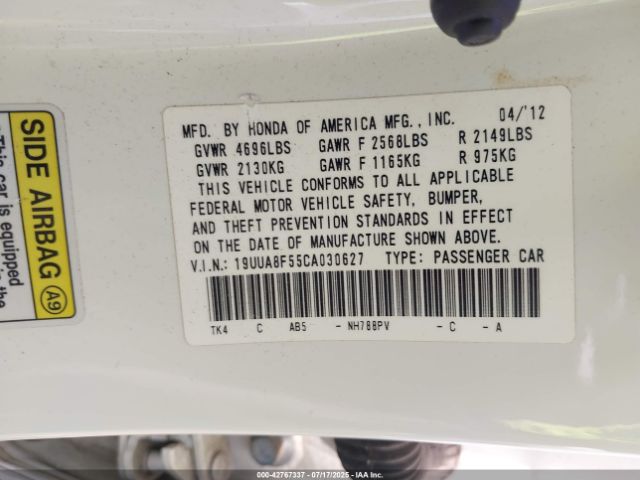 MFD. BY HONDA OF AMERICA MFG., INC. 04/'12
GVWR 4696LBS GAWR F 2568LBS R 2149LBS
GVWR 2130KG GAWR F 1165KG R 975KG
THIS VEHICLE CONFORMS TO ALL APPLICABLE
FEDERAL MOTOR VEHICLE SAFETY, BUMPER,
AND THEFT PREVENTION STANDARDS IN EFFECT
ON THE DATE OF MANUFACTURE SHOWN ABOVE.
V.I.N.: 19UUA8F55CA030627 TYPE: PASSENGER CAR
TK4 C AB5 - NH788PV - C - A
SIDE AIRBAG A9
This car is equipped
in the
000-42767337 - 07/17/2025 - IAA Inc.